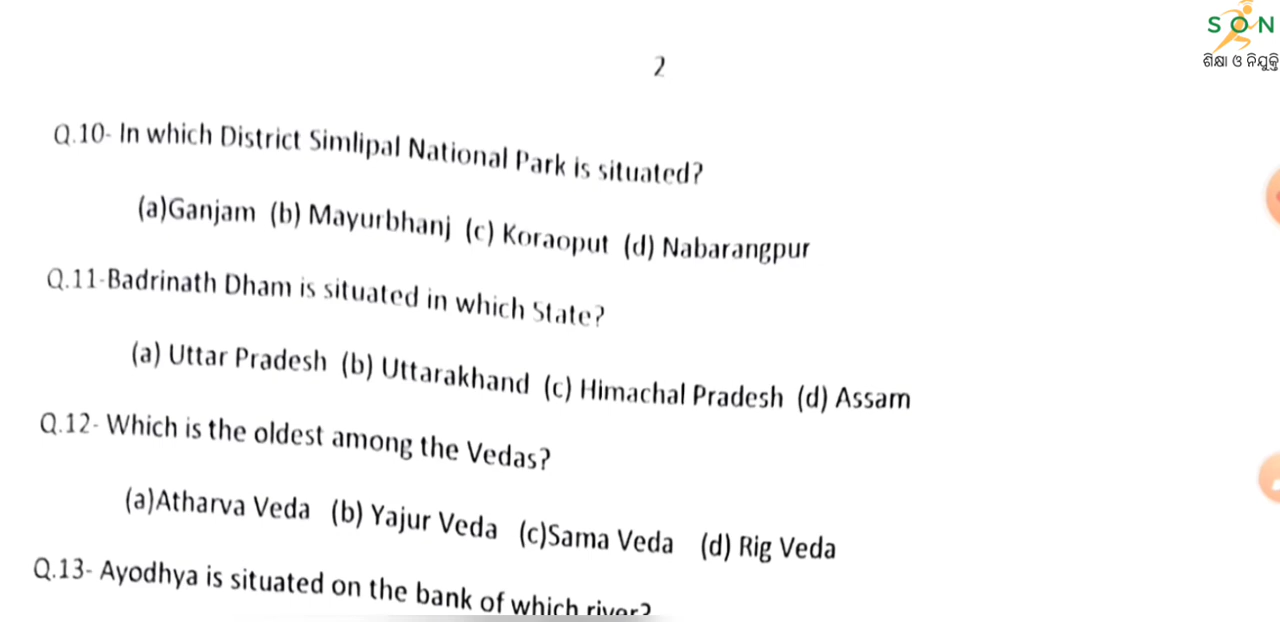 SON
ଶିକ୍ଷା ଓ ନିଯୁକ୍ତି
2
Q.10- In which District Simlipal National Park is situated?
(a)Ganjam (b) Mayurbhanj (c) Koraoput (d) Nabarangpur
Q.11-Badrinath Dham is situated in which State?
(a) Uttar Pradesh (b) Uttarakhand (c) Himachal Pradesh (d) Assam
Q.12- Which is the oldest among the Vedas?
(a)Atharva Veda (b) Yajur Veda (c)Sama Veda (d) Rig Veda
Q.13- Ayodhya is situated on the bank of which river?